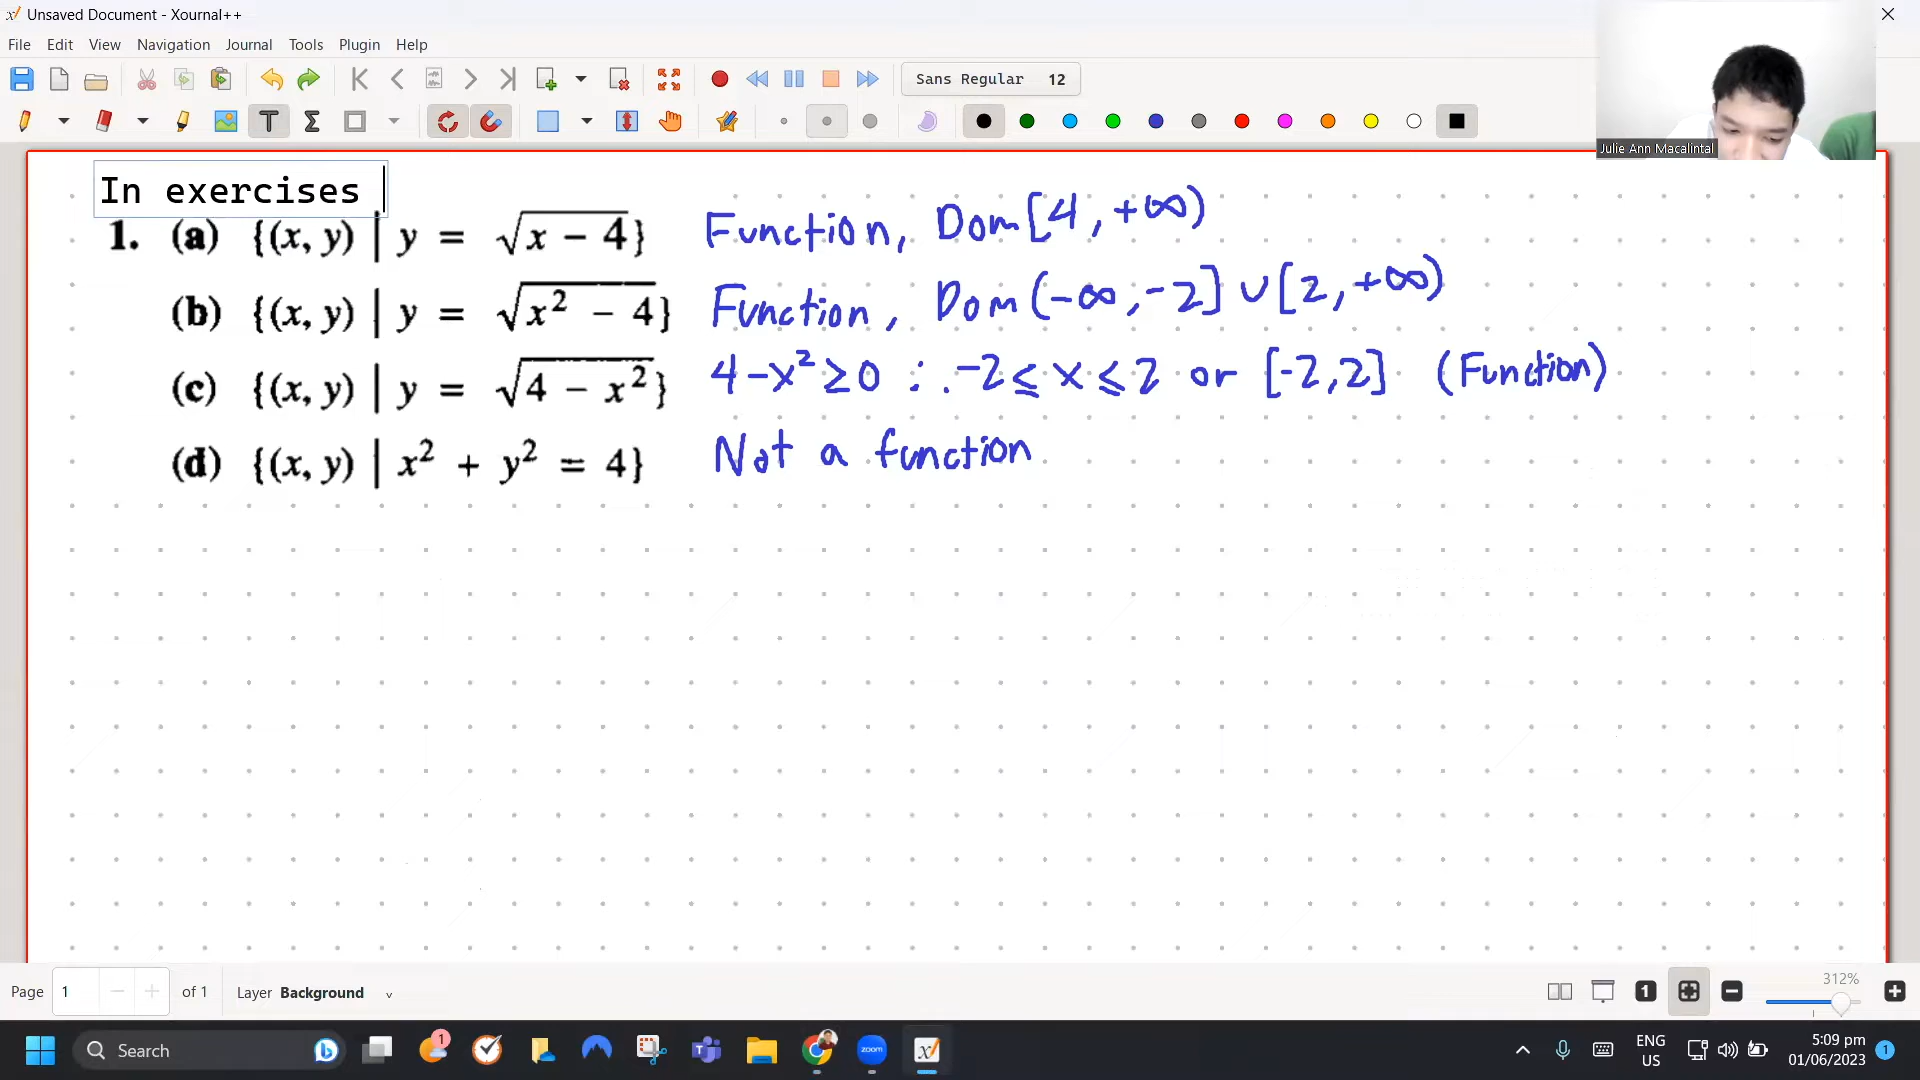 Unsaved Document - Xournal++
File Edit View Navigation Journal Tools Plugin Help
Sans Regular 12
Julie Ann Macalintal
In exercises
1. (a) {(x, y) | y = √(x − 4)} Function, Dom [4, +∞)
(b) {(x, y) | y = √(x² − 4)} Function, Dom (-∞, -2] ∪ [2, +∞)
(c) {(x, y) | y = √(4 − x²)} 4-x² ≥ 0 ∴ -2 ≤ x ≤ 2 or [-2,2] (Function)
(d) {(x, y) | x² + y² = 4} Not a function
Page 1 of 1 Layer Background 312%
Search
1
zoom
ENG
US
5:09 pm
01/06/2023
1